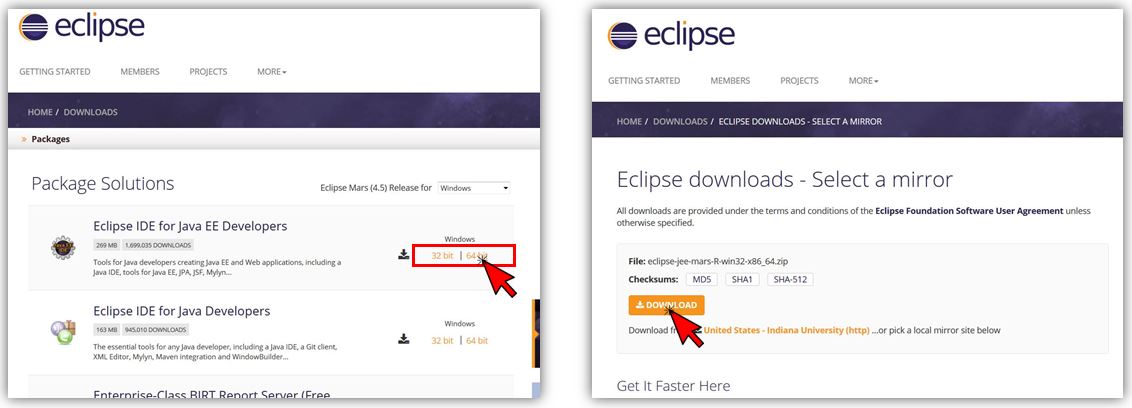 eclipse
GETTING STARTED MEMBERS PROJECTS MORE
HOME / DOWNLOADS
» Packages
Package Solutions
Eclipse Mars (4.5) Release for Windows
Eclipse IDE for Java EE Developers
269 MB 1,699,035 DOWNLOADS
Tools for Java developers creating Java EE and Web applications, including a
Java IDE, tools for Java EE, JPA, JSF, Mylyn...
Windows
32 bit | 64 bit
Eclipse IDE for Java Developers
163 MB 945,010 DOWNLOADS
The essential tools for any Java developer, including a Java IDE, a Git client,
XML Editor, Mylyn, Maven integration and WindowBuilder...
Windows
32 bit | 64 bit
Enterprise-Class BIRT Report Server (Free
eclipse
GETTING STARTED MEMBERS PROJECTS MORE
HOME / DOWNLOADS / ECLIPSE DOWNLOADS - SELECT A MIRROR
Eclipse downloads - Select a mirror
All downloads are provided under the terms and conditions of the Eclipse Foundation Software User Agreement unless
otherwise specified.
File: eclipse-jee-mars-R-win32-x86_64.zip
Checksums: MD5 SHA1 SHA-512
DOWNLOAD
Download United States - Indiana University (http) ...or pick a local mirror site below
Get It Faster Here